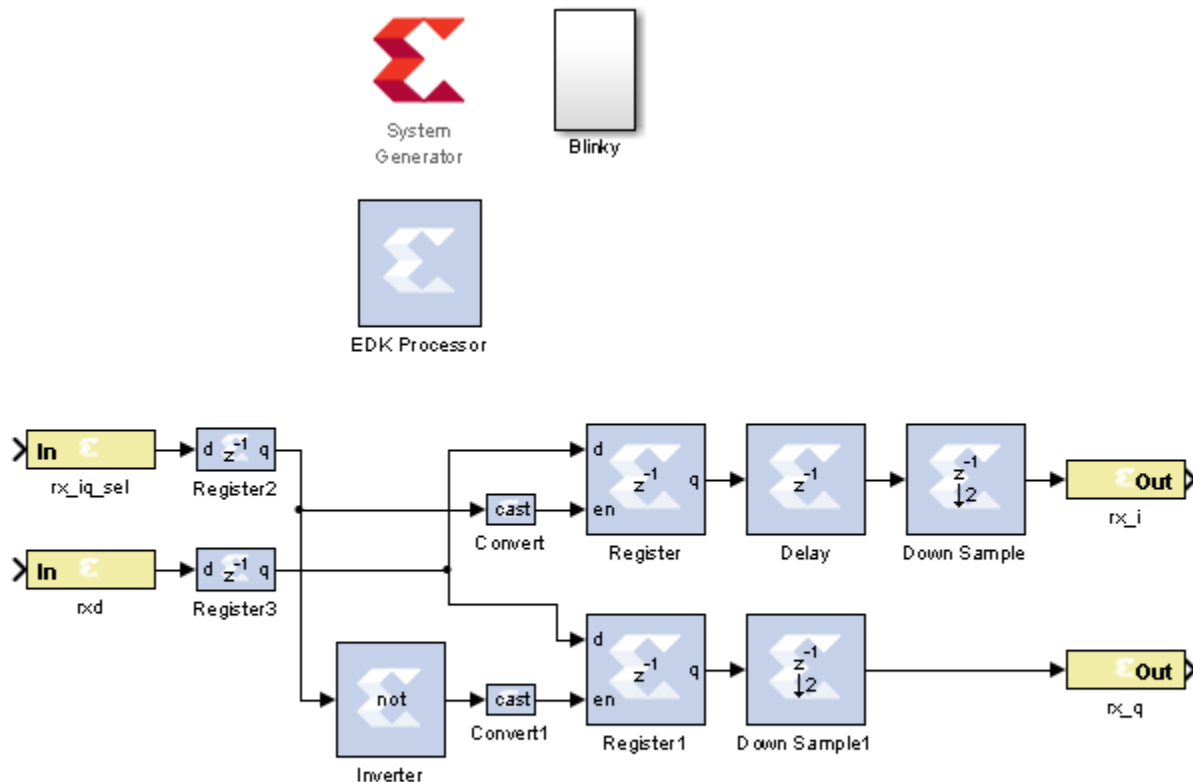 System
Generator
Blinky
EDK Processor
In
rx_iq_sel
d z⁻¹ q
Register2
cast
Convert
d
en
z⁻¹
q
Register
z⁻¹
Delay
z⁻¹
↓2
Down Sample
Out
rx_i
In
rxd
d z⁻¹ q
Register3
not
Inverter
cast
Convert1
d
en
z⁻¹
q
Register1
z⁻¹
↓2
Down Sample1
Out
rx_q